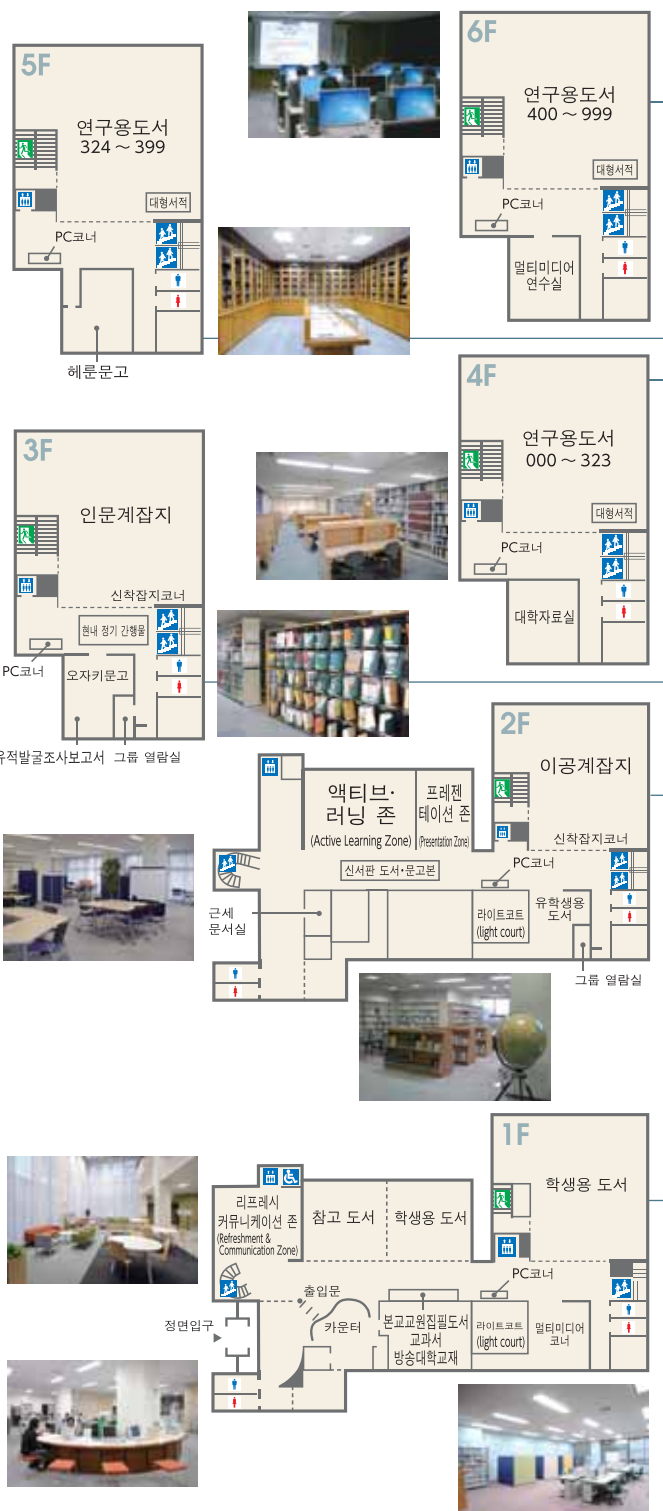 5F
연구용도서
324 ~ 399
대형서적
PC코너
헤룬문고
6F
연구용도서
400 ~ 999
대형서적
PC코너
멀티미디어
연수실
3F
인문계잡지
신착잡지코너
현내 정기 간행물
PC코너
오자키문고
유적발굴조사보고서
그룹 열람실
4F
연구용도서
000 ~ 323
대형서적
PC코너
대학자료실
2F
이공계잡지
액티브·
러닝 존
(Active Learning Zone)
프레젠
테이션 존
(Presentation Zone)
신착잡지코너
신서판 도서·문고본
PC코너
근세
문서실
라이트코트
(light court)
유학생용
도서
그룹 열람실
1F
학생용 도서
리프레시
커뮤니케이션 존
(Refreshment &
Communication Zone)
참고 도서
학생용 도서
PC코너
출입문
정면입구
카운터
본교교원집필도서
교과서
방송대학교재
라이트코트
(light court)
멀티미디어
코너